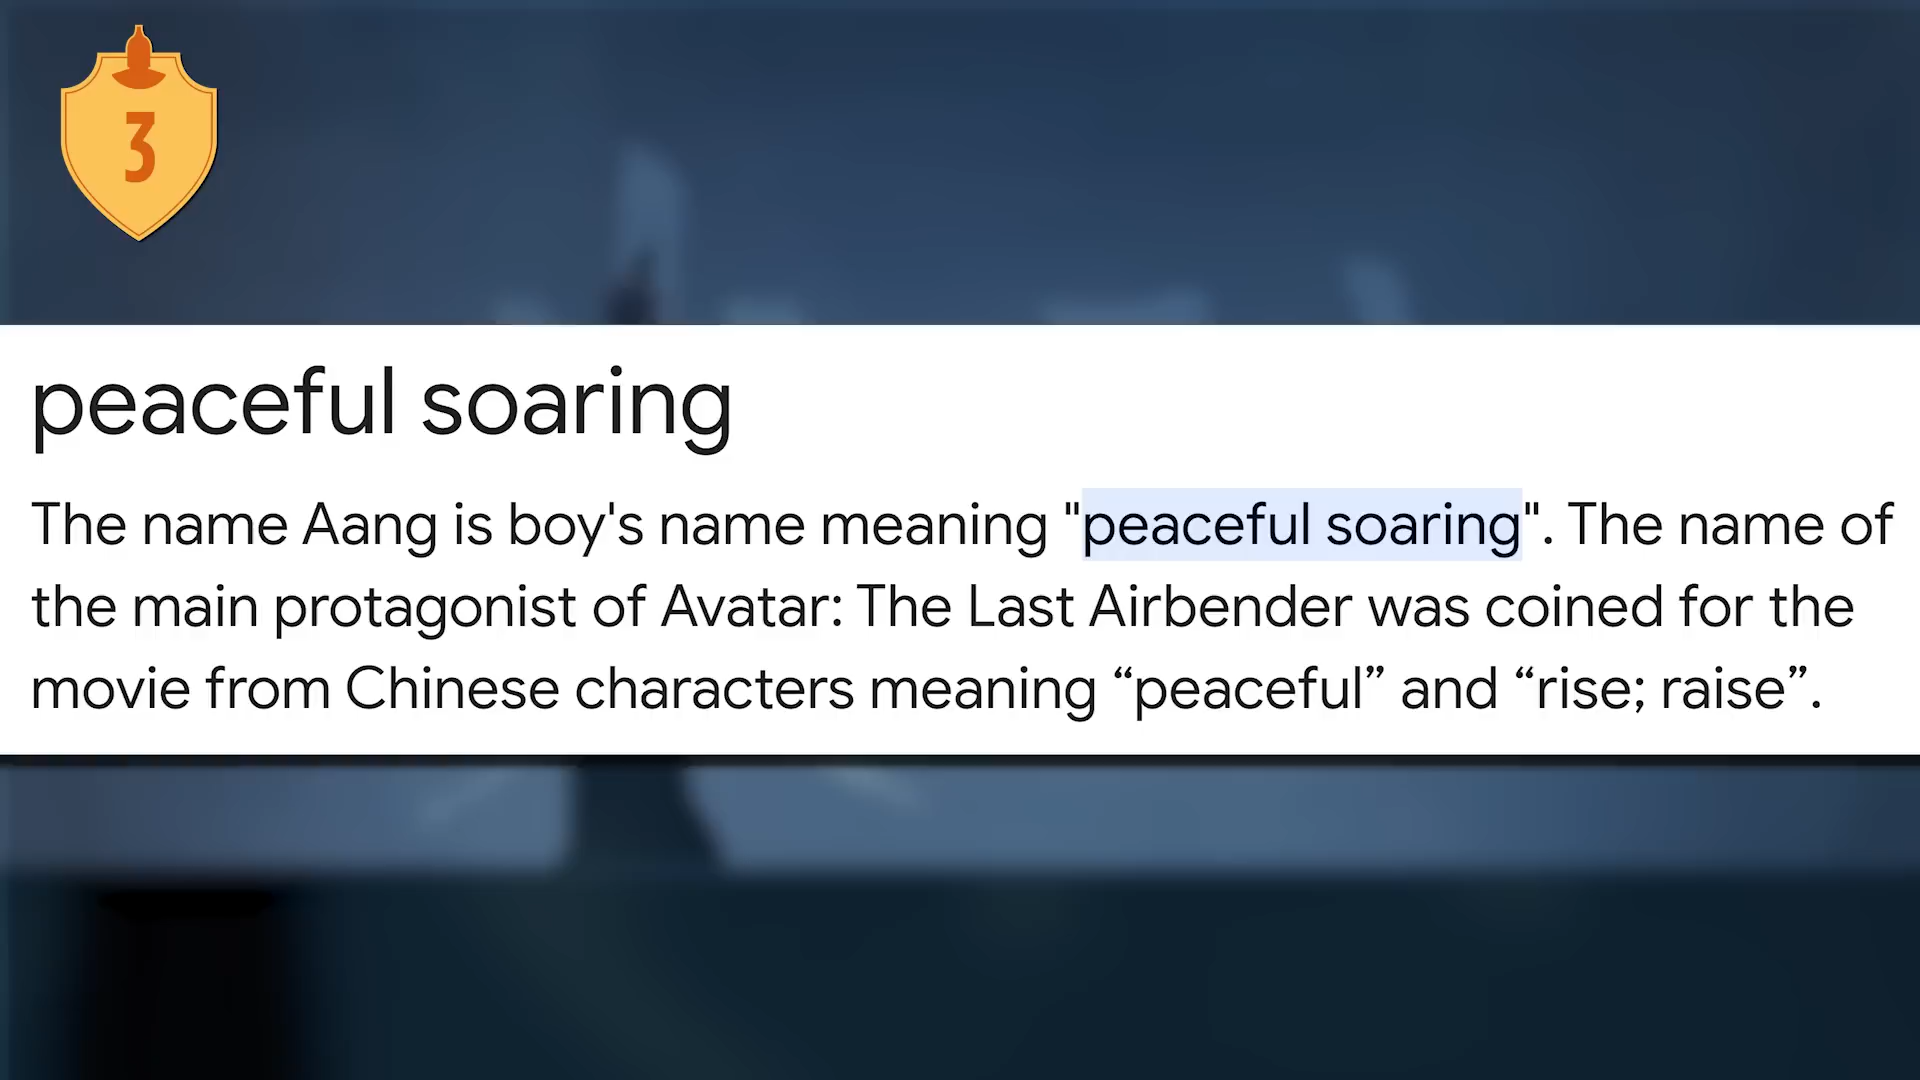 3
peaceful soaring
The name Aang is boy's name meaning "peaceful soaring". The name of
the main protagonist of Avatar: The Last Airbender was coined for the
movie from Chinese characters meaning “peaceful” and “rise; raise”.